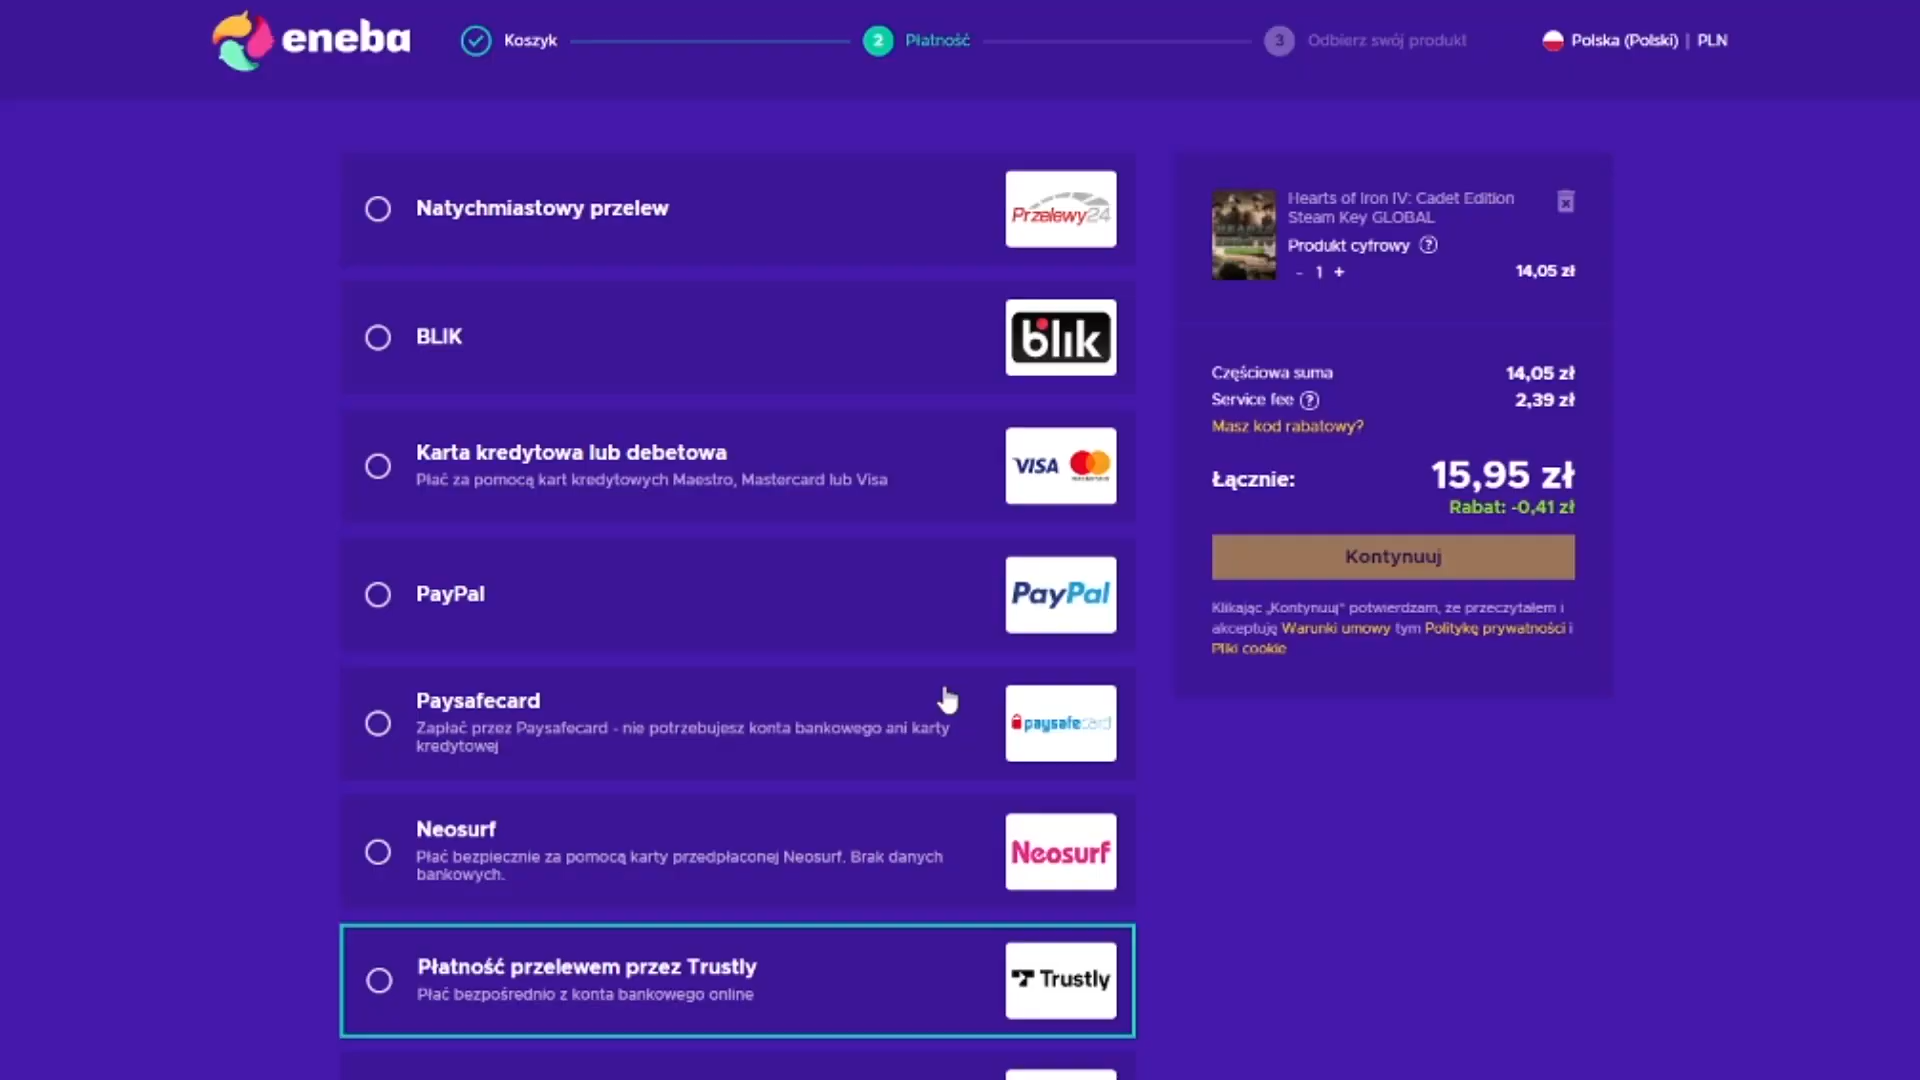 eneba
Koszyk
2
Płatność
3
Odbierz swój produkt
Polska (Polski) | PLN
Natychmiastowy przelew
Przelewy24
BLIK
blik
Karta kredytowa lub debetowa
Płać za pomocą kart kredytowych Maestro, Mastercard lub Visa
VISA
PayPal
PayPal
Paysafecard
Zapłać przez Paysafecard - nie potrzebujesz konta bankowego ani karty
kredytowej
paysafecard
Neosurf
Płać bezpiecznie za pomocą karty przedpłaconej Neosurf. Brak danych
bankowych.
Neosurf
Płatność przelewem przez Trustly
Płać bezpośrednio z konta bankowego online
Trustly
Hearts of Iron IV: Cadet Edition
Steam Key GLOBAL
Produkt cyfrowy ?
- 1 +
14,05 zł
Częściowa suma 14,05 zł
Service fee ? 2,39 zł
Masz kod rabatowy?
Łącznie: 15,95 zł
Rabat: -0,41 zł
Kontynuuj
Klikając „Kontynuuj" potwierdzam, że przeczytałem i
akceptuję Warunki umowy tym Politykę prywatności i
Pliki cookie